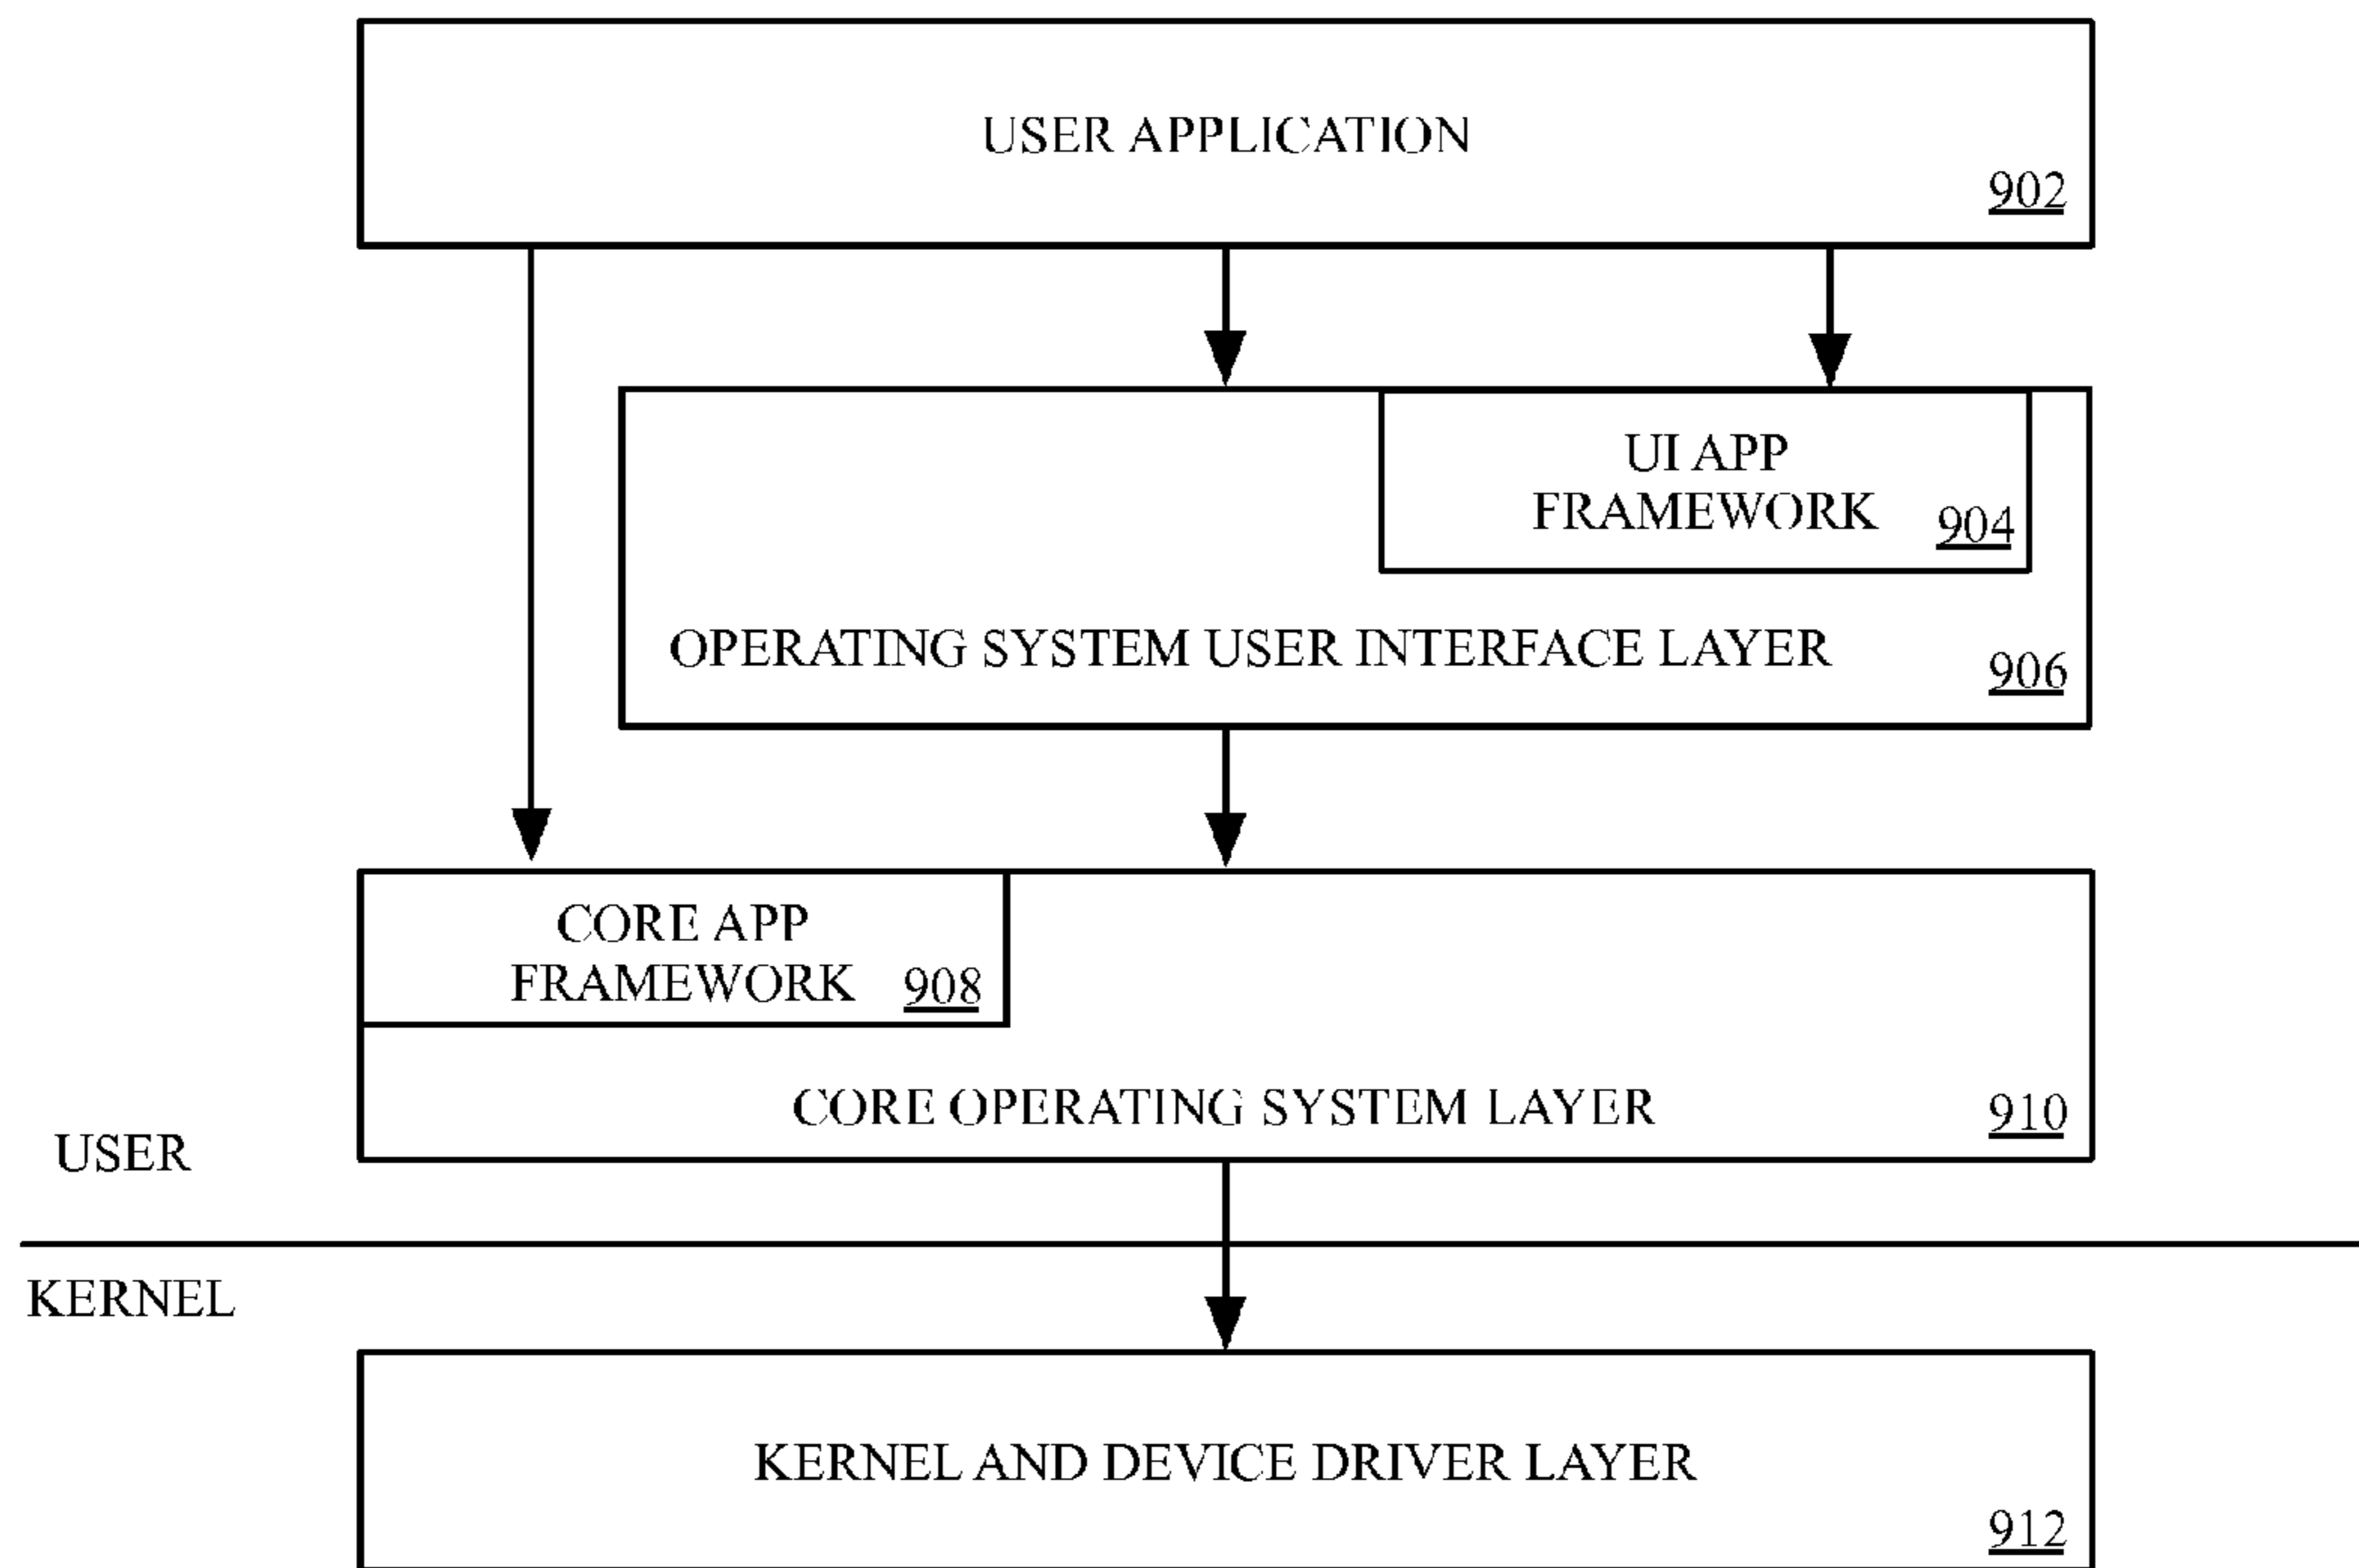 USER APPLICATION
902
UI APP
FRAMEWORK 904
OPERATING SYSTEM USER INTERFACE LAYER
906
CORE APP
FRAMEWORK 908
CORE OPERATING SYSTEM LAYER 910
USER
KERNEL
KERNEL AND DEVICE DRIVER LAYER
912